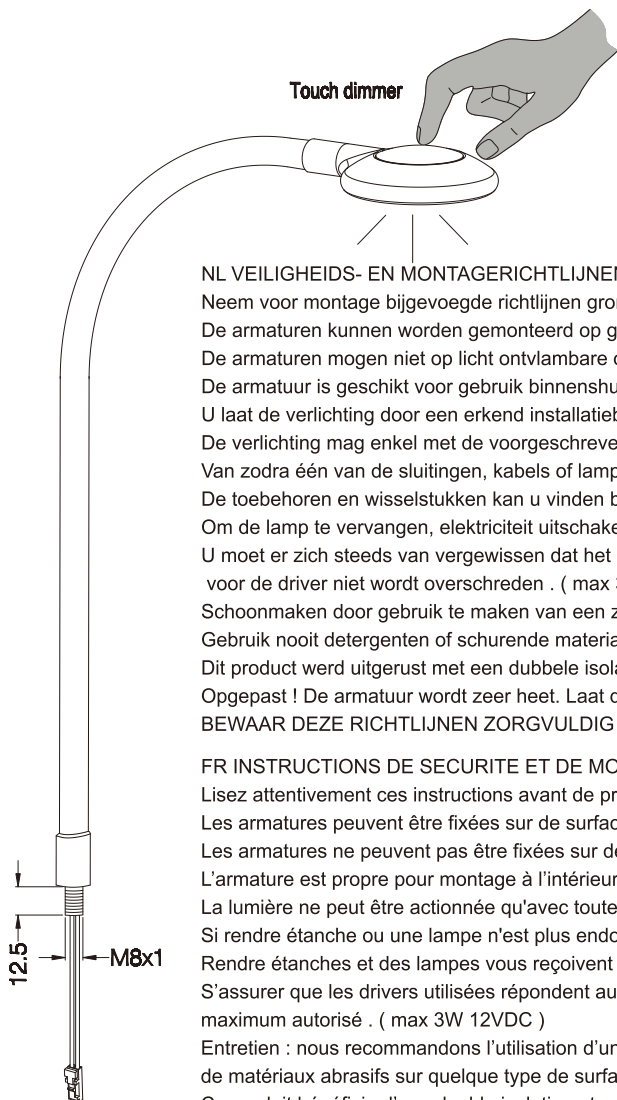 Touch dimmer
NL VEILIGHEIDS- EN MONTAGERICHTLIJNEN
Neem voor montage bijgevoegde richtlijnen gro
De armaturen kunnen worden gemonteerd op g
De armaturen mogen niet op licht ontvlambare
De armatuur is geschikt voor gebruik binnenshu
U laat de verlichting door een erkend installatieb
De verlichting mag enkel met de voorgeschreve
Van zodra één van de sluitingen, kabels of lamp
De toebehoren en wisselstukken kan u vinden b
Om de lamp te vervangen, elektriciteit uitschake
U moet er zich steeds van vergewissen dat het
voor de driver niet wordt overschreden . ( max
Schoonmaken door gebruik te maken van een z
Gebruik nooit detergenten of schurende materia
Dit product werd uitgerust met een dubbele isola
Opgepast ! De armatuur wordt zeer heet. Laat d
BEWAAR DEZE RICHTLIJNEN ZORGVULDIG
FR INSTRUCTIONS DE SECURITE ET DE MO
Lisez attentivement ces instructions avant de pr
Les armatures peuvent être fixées sur de surfac
Les armatures ne peuvent pas être fixées sur de
L’armature est propre pour montage à l’intérieur
La lumière ne peut être actionnée qu'avec toute
Si rendre étanche ou une lampe n'est plus endo
Rendre étanches et des lampes vous reçoivent
S’assurer que les drivers utilisées répondent au
maximum autorisé . ( max 3W 12VDC )
Entretien : nous recommandons l’utilisation d’un
de matériaux abrasifs sur quelque type de surfa
12.5
M8x1